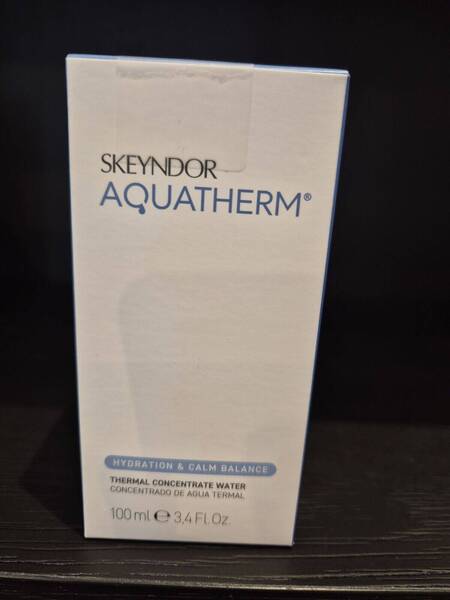 SKEYNDOR
AQUATHERM®
HYDRATION & CALM BALANCE
THERMAL CONCENTRATE WATER
CONCENTRADO DE AGUA TERMAL
100 ml ℮ 3,4 Fl. Oz.